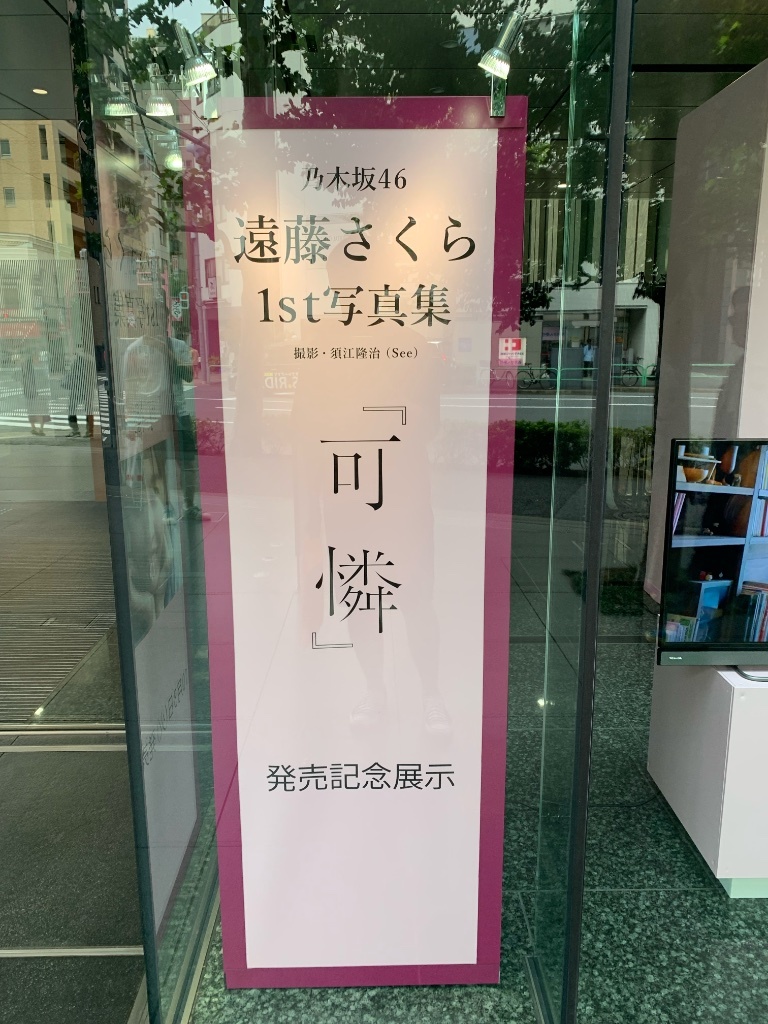 乃木坂46
遠藤さくら
1st写真集
撮影・須江隆治（See）
『可憐』
発売記念展示